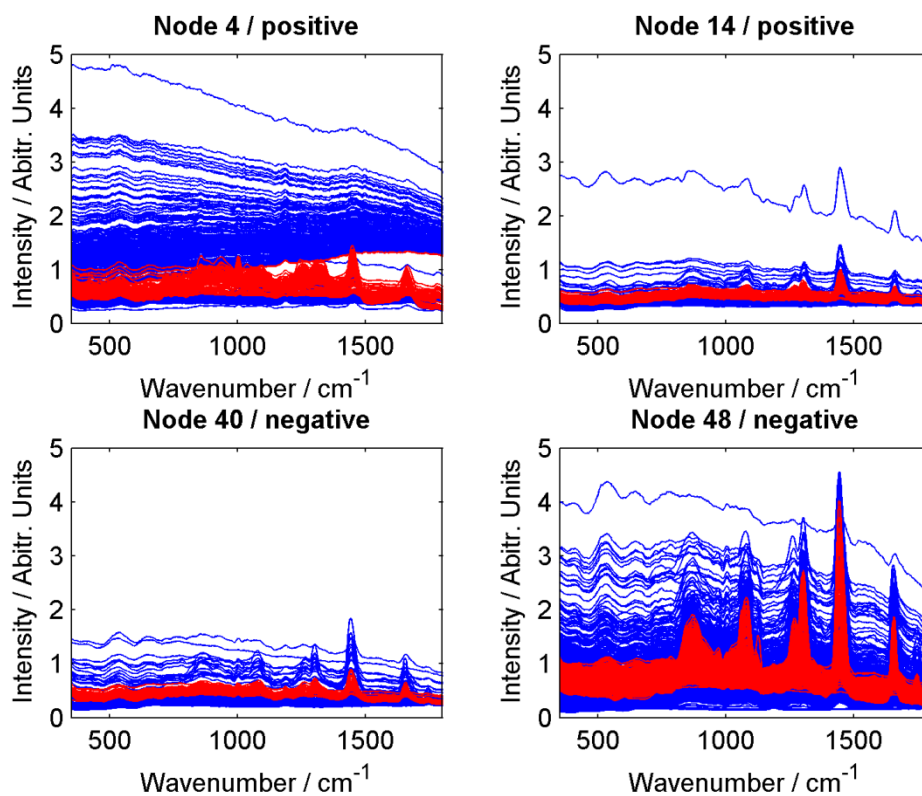 Node 4 / positive
Intensity / Abitr. Units
5
4
3
2
1
0
500 1000 1500
Wavenumber / cm-1
Node 14 / positive
Intensity / Abitr. Units
5
4
3
2
1
0
500 1000 1500
Wavenumber / cm-1
Node 40 / negative
Intensity / Abitr. Units
5
4
3
2
1
0
500 1000 1500
Wavenumber / cm-1
Node 48 / negative
Intensity / Abitr. Units
5
4
3
2
1
0
500 1000 1500
Wavenumber / cm-1